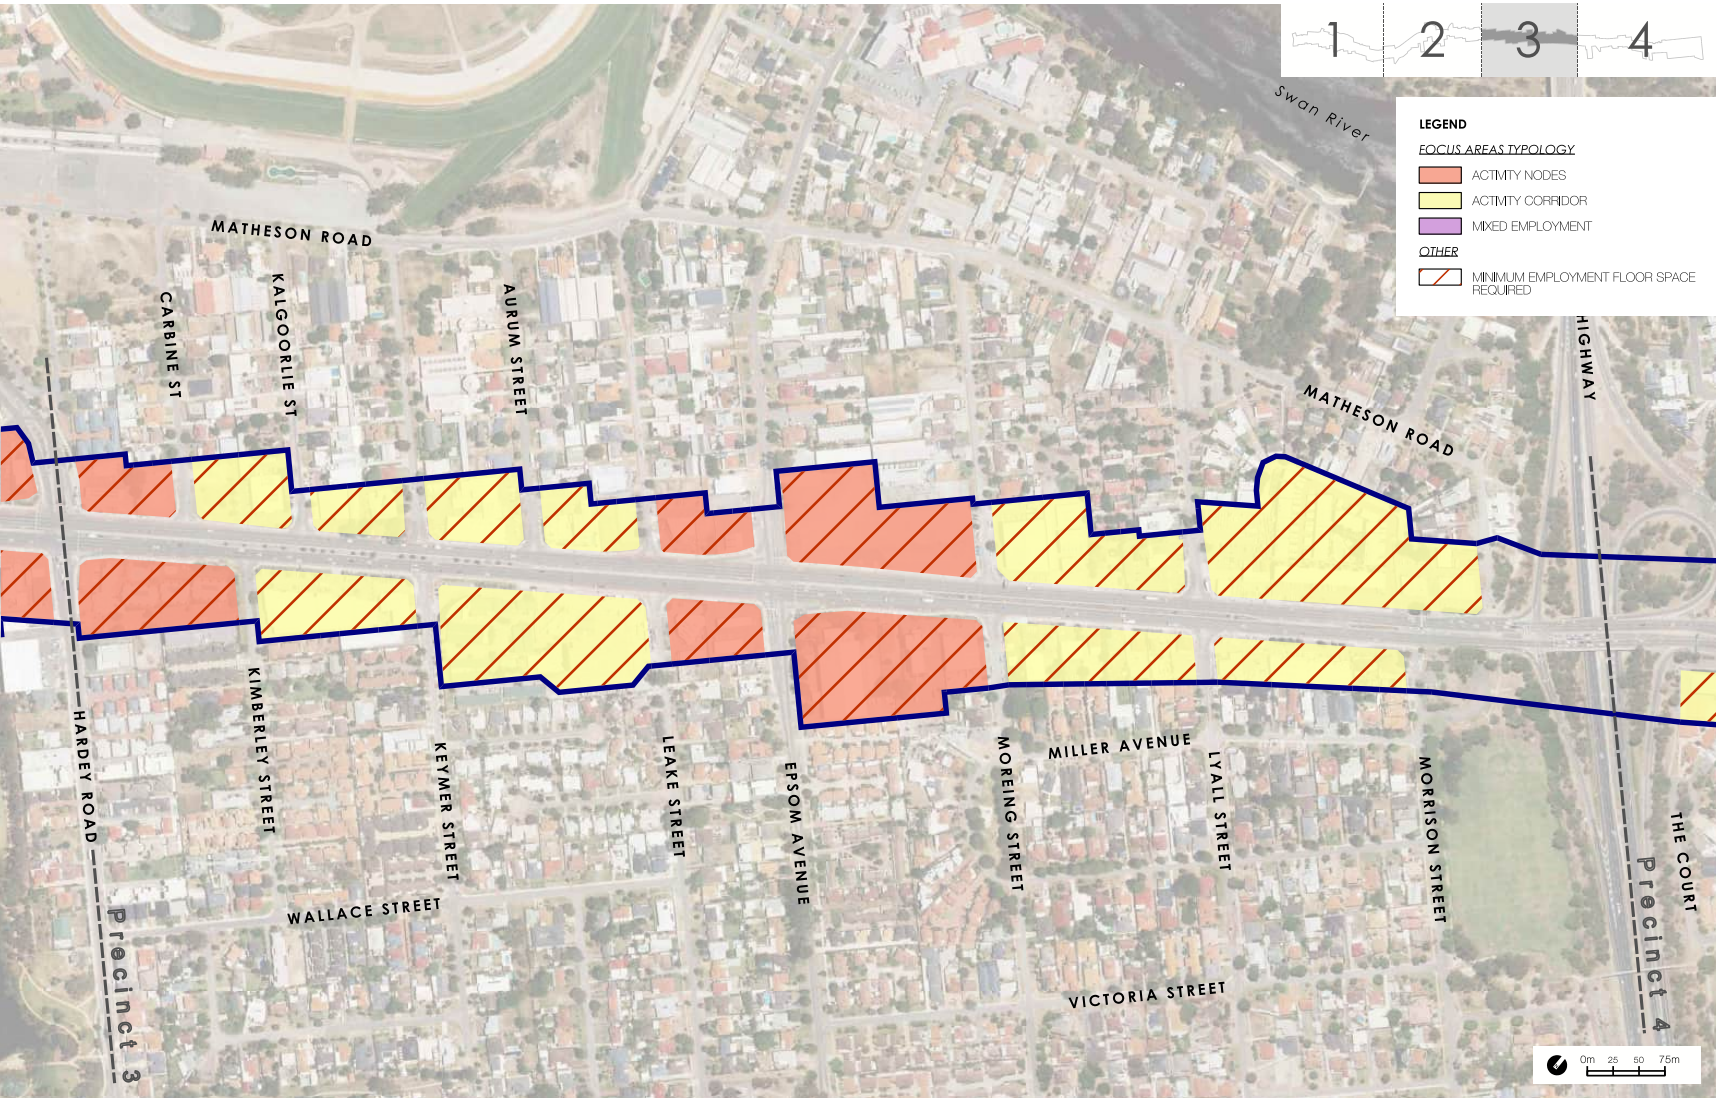 1 2 3 4
Swan River
LEGEND
FOCUS AREAS TYPOLOGY
ACTIVITY NODES
ACTIVITY CORRIDOR
MIXED EMPLOYMENT
OTHER
MINIMUM EMPLOYMENT FLOOR SPACE
REQUIRED
MATHESON ROAD
CARBINE ST
KALGOORLIE ST
AURUM STREET
HIGHWAY
MATHESON ROAD
HARDEY ROAD
KIMBERLEY STREET
KEYMER STREET
LEAKE STREET
EPSOM AVENUE
MOREING STREET
MILLER AVENUE
LYALL STREET
MORRISON STREET
THE COURT
WALLACE STREET
VICTORIA STREET
Precinct 3
Precinct 4
0m 25 50 75m